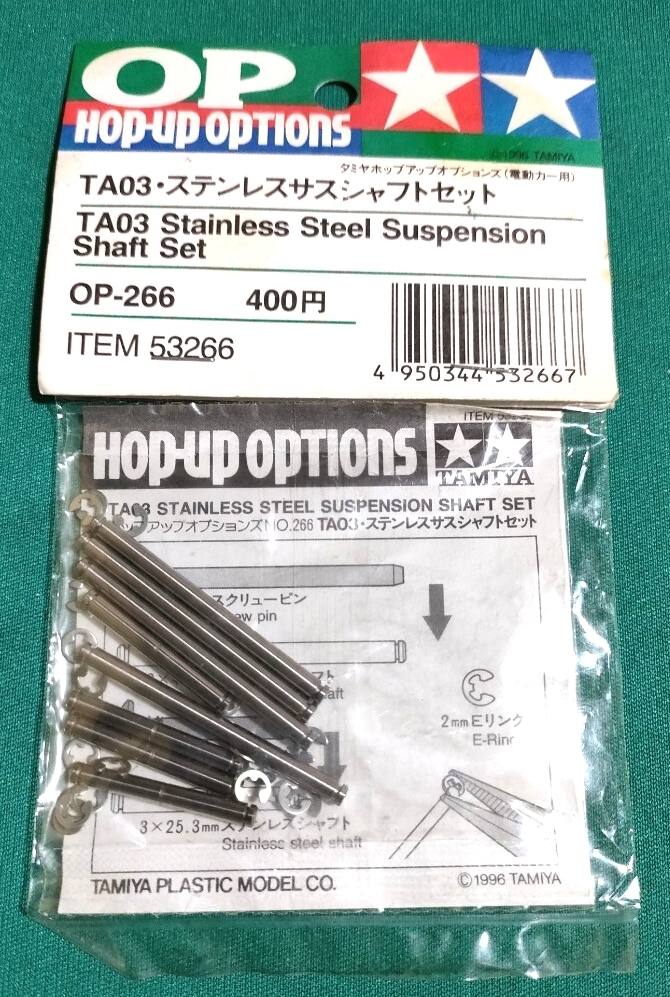 OP
HOP-UP OPTIONS
©1996 TAMIYA
タミヤホップアップオプションズ(電動カー用)
TA03・ステンレスサスシャフトセット
TA03 Stainless Steel Suspension
Shaft Set
OP-266 400円
ITEM 53266
4 950344 532667
ITEM
HOP-UP OPTIONS
TAMIYA
TA03 STAINLESS STEEL SUSPENSION SHAFT SET
ップアップオプションズNO.266 TA03・ステンレスサスシャフトセット
スクリューピン
pin
2mmEリング
E-Ring
3×25.3mmステンレスシャフト
Stainless steel shaft
TAMIYA PLASTIC MODEL CO.
©1996 TAMIYA